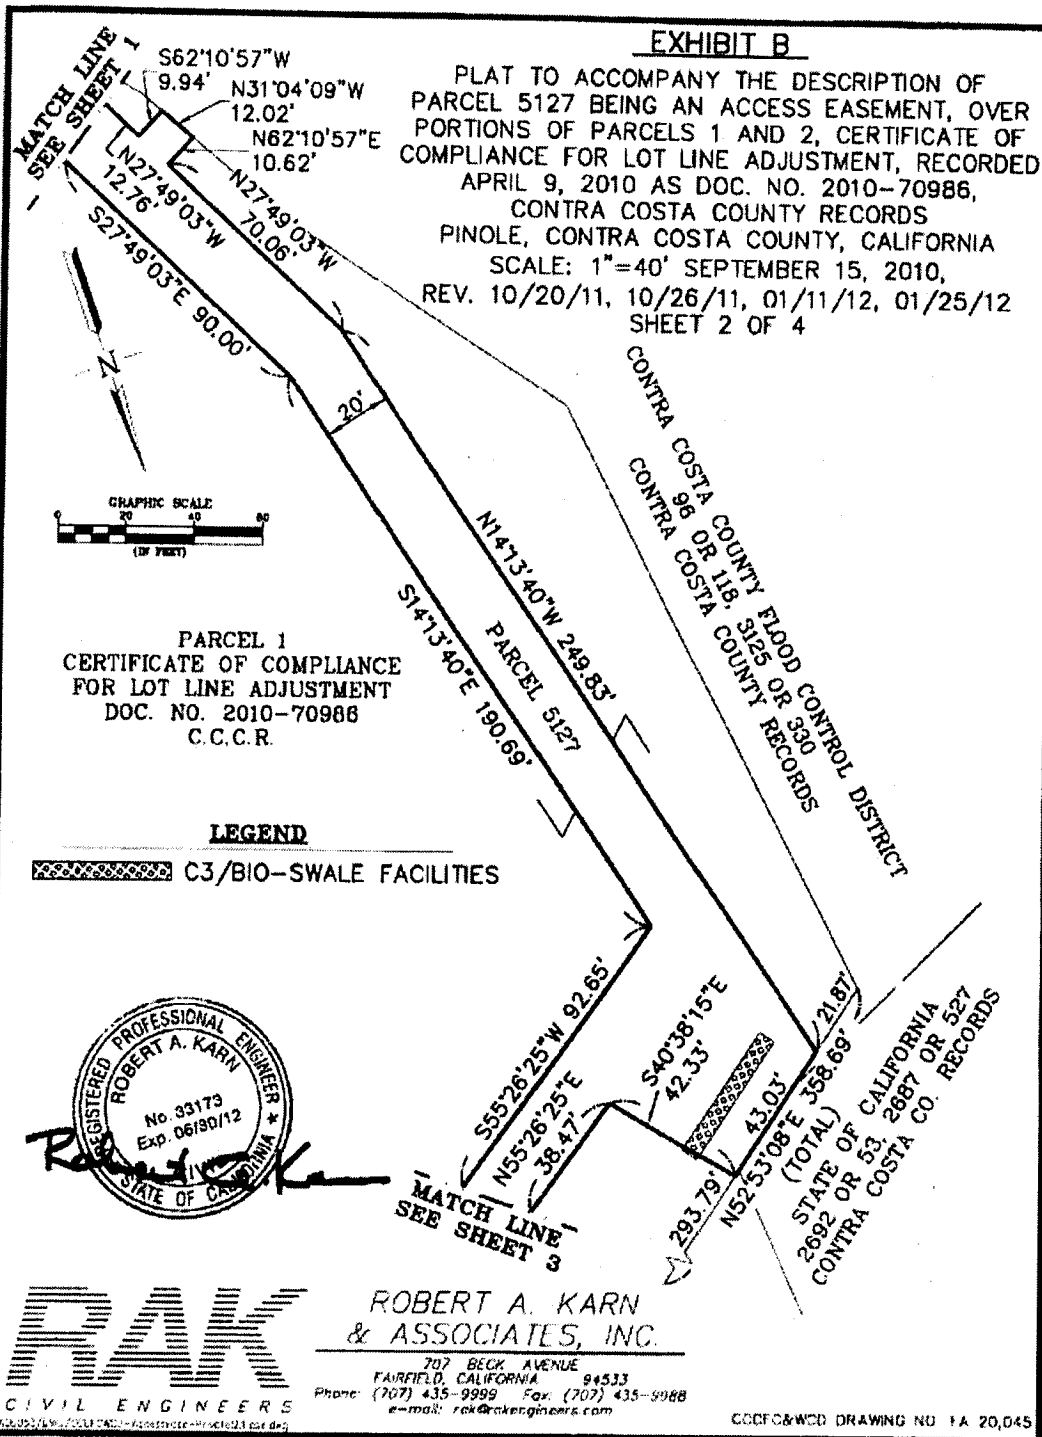 EXHIBIT B
PLAT TO ACCOMPANY THE DESCRIPTION OF
PARCEL 5127 BEING AN ACCESS EASEMENT, OVER
PORTIONS OF PARCELS 1 AND 2, CERTIFICATE OF
COMPLIANCE FOR LOT LINE ADJUSTMENT, RECORDED
APRIL 9, 2010 AS DOC. NO. 2010-70986,
CONTRA COSTA COUNTY RECORDS
PINOLE, CONTRA COSTA COUNTY, CALIFORNIA
SCALE: 1"=40' SEPTEMBER 15, 2010,
REV. 10/20/11, 10/26/11, 01/11/12, 01/25/12
SHEET 2 OF 4
MATCH LINE
SEE SHEET 1
S62°10'57"W
9.94'
N31°04'09"W
12.02'
N62°10'57"E
10.62'
N27°49'03"W
12.76'
N27°49'03"W
70.06'
S27°49'03"E 90.00'
20'
N
GRAPHIC SCALE
0 20 40 80
(IN FEET)
CONTRA COSTA COUNTY FLOOD CONTROL DISTRICT
96 OR 118, 3125 OR 330
CONTRA COSTA COUNTY RECORDS
N14°13'40"W 249.83'
PARCEL 5127
S14°13'40"E 190.69'
PARCEL 1
CERTIFICATE OF COMPLIANCE
FOR LOT LINE ADJUSTMENT
DOC. NO. 2010-70986
C.C.C.R.
LEGEND
C3/BIO-SWALE FACILITIES
S55°26'25"W 92.65'
N55°26'25"E
38.47'
S40°38'15"E
42.33'
21.87'
43.03'
293.79'
N52°53'08"E 358.69'
(TOTAL)
STATE OF CALIFORNIA
2692 OR 53, 2687 OR 527
CONTRA COSTA CO. RECORDS
MATCH LINE
SEE SHEET 3
REGISTERED PROFESSIONAL ENGINEER
ROBERT A. KARN
No. 33173
Exp. 06/30/12
CIVIL
STATE OF CALIFORNIA
RAK
CIVIL ENGINEERS
ROBERT A. KARN
& ASSOCIATES, INC.
707 BECK AVENUE
FAIRFIELD, CALIFORNIA 94533
Phone: (707) 435-9999 Fax: (707) 435-9988
e-mail: rak@rakengineers.com
CCCFC&WCD DRAWING NO FA 20,045